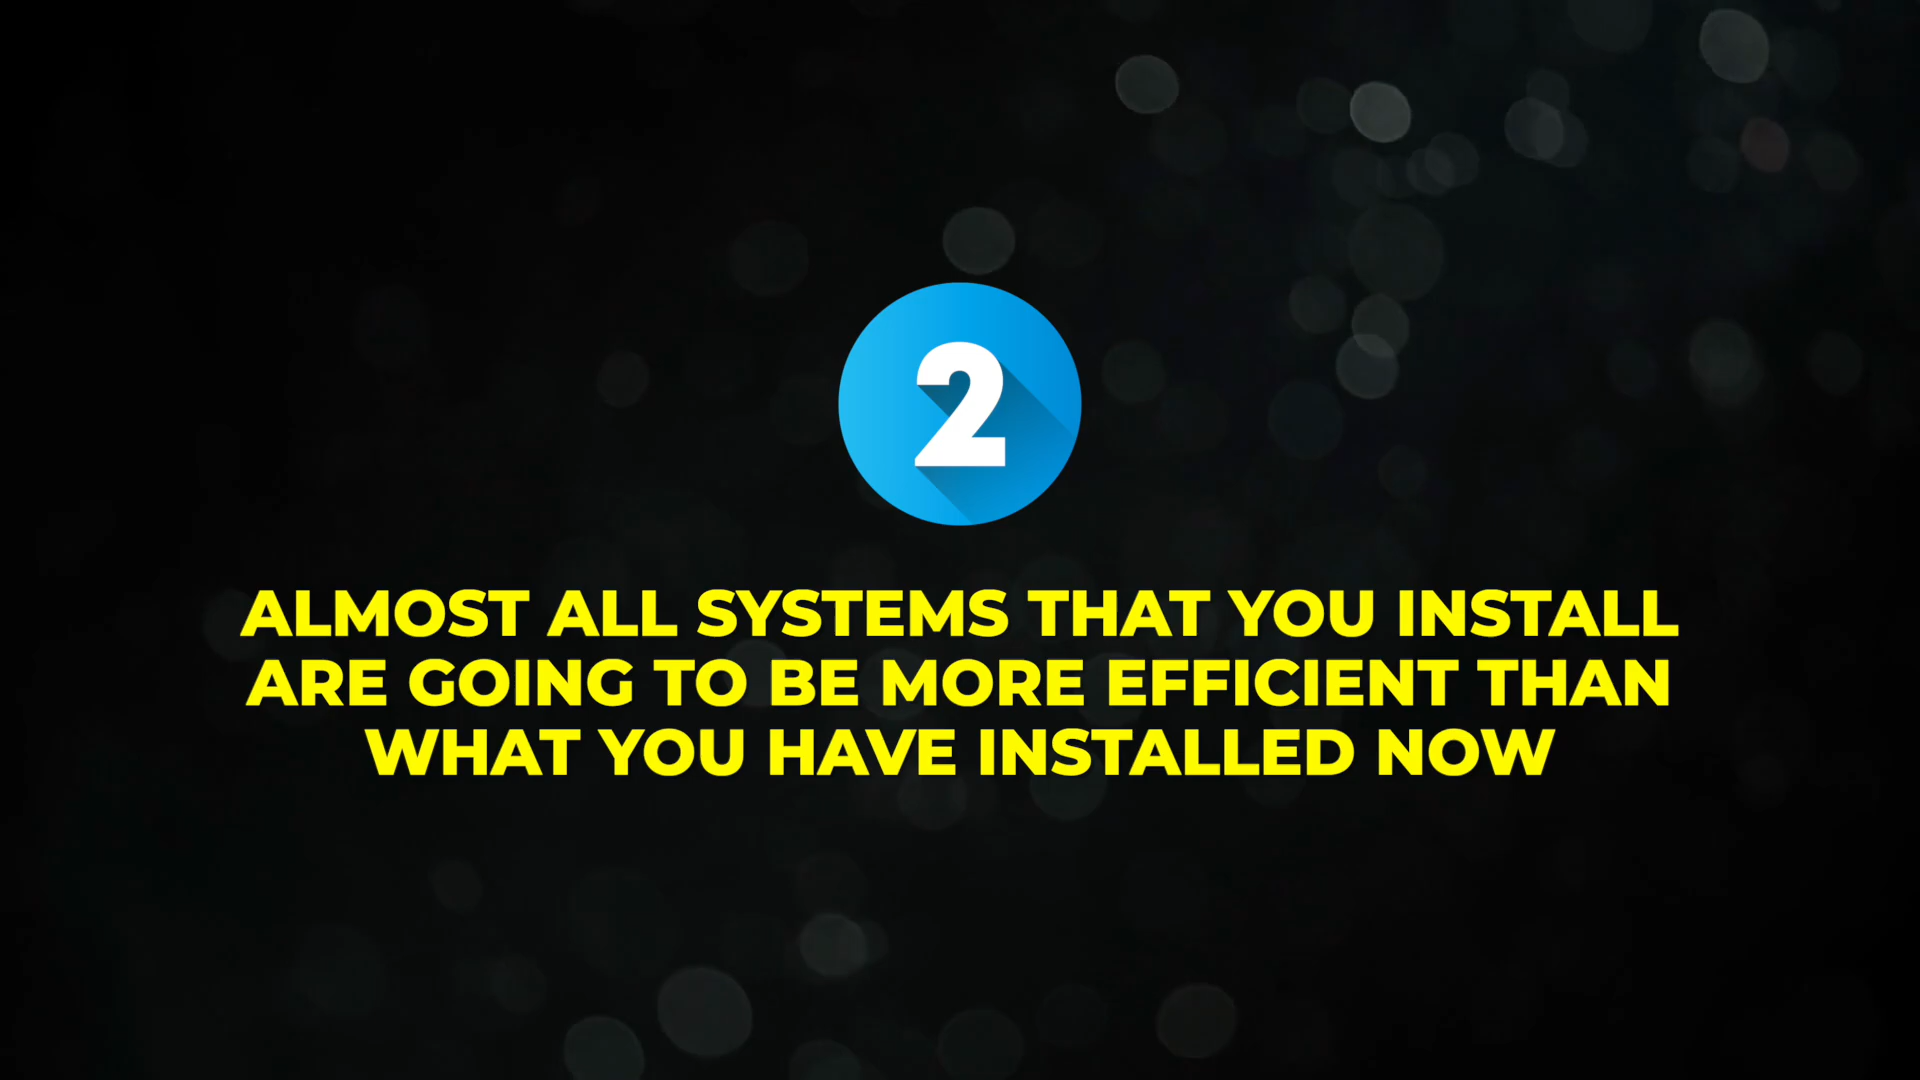 2
ALMOST ALL SYSTEMS THAT YOU INSTALL
ARE GOING TO BE MORE EFFICIENT THAN
WHAT YOU HAVE INSTALLED NOW